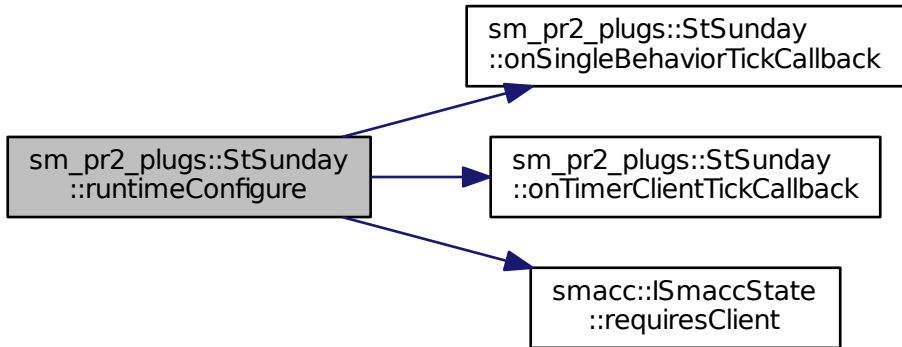 sm_pr2_plugs::StSunday
::onSingleBehaviorTickCallback
sm_pr2_plugs::StSunday
::runtimeConfigure
sm_pr2_plugs::StSunday
::onTimerClientTickCallback
smacc::ISmaccState
::requiresClient